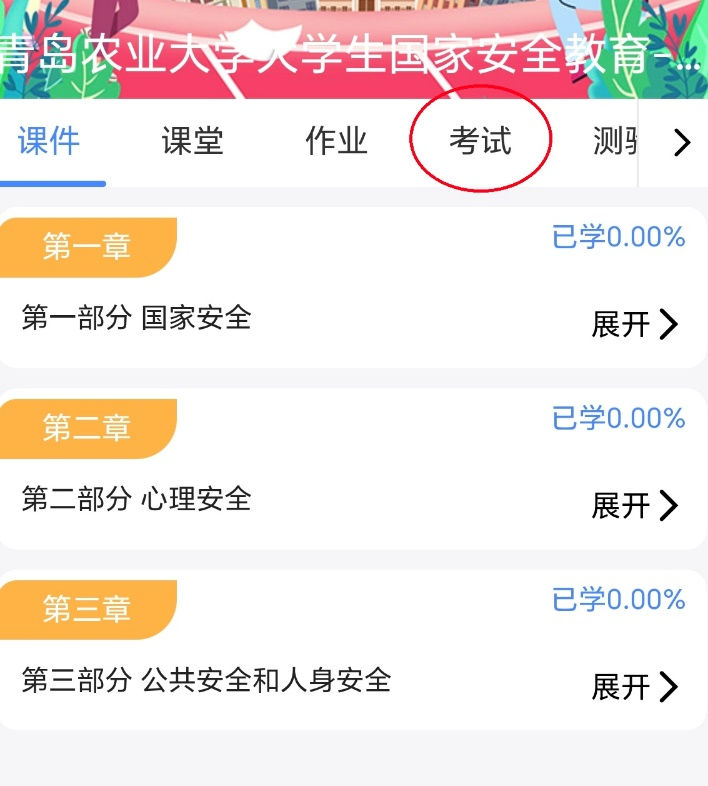 青岛农业大学大学生国家安全教育-...
课件 课堂 作业 考试 测
第一章 已学0.00%
第一部分 国家安全 展开
第二章 已学0.00%
第二部分 心理安全 展开
第三章 已学0.00%
第三部分 公共安全和人身安全 展开